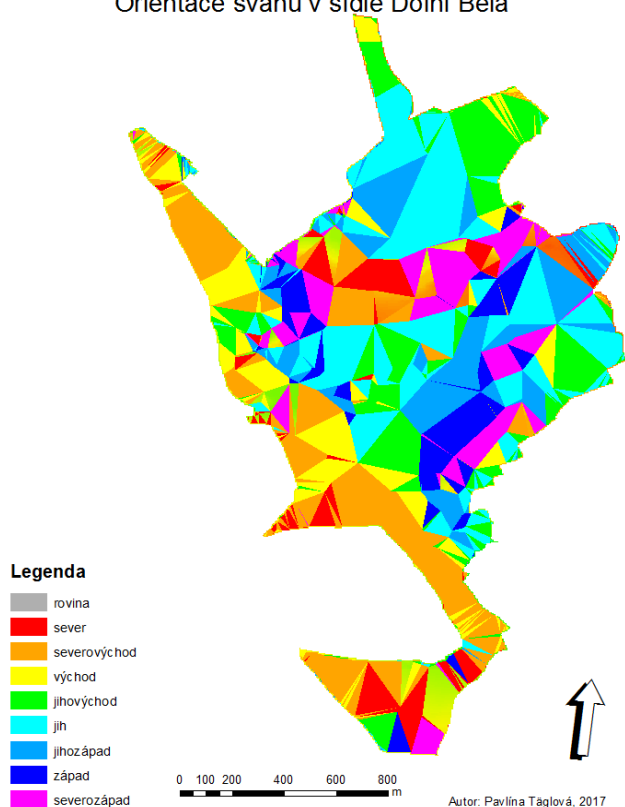 Orientace svahů v sídle Dolní Bělá
Legenda
rovina
sever
severovýchod
východ
jihovýchod
jih
jihozápad
západ
severozápad
0 100 200 400 600 800
m
Autor: Pavlína Täglová, 2017